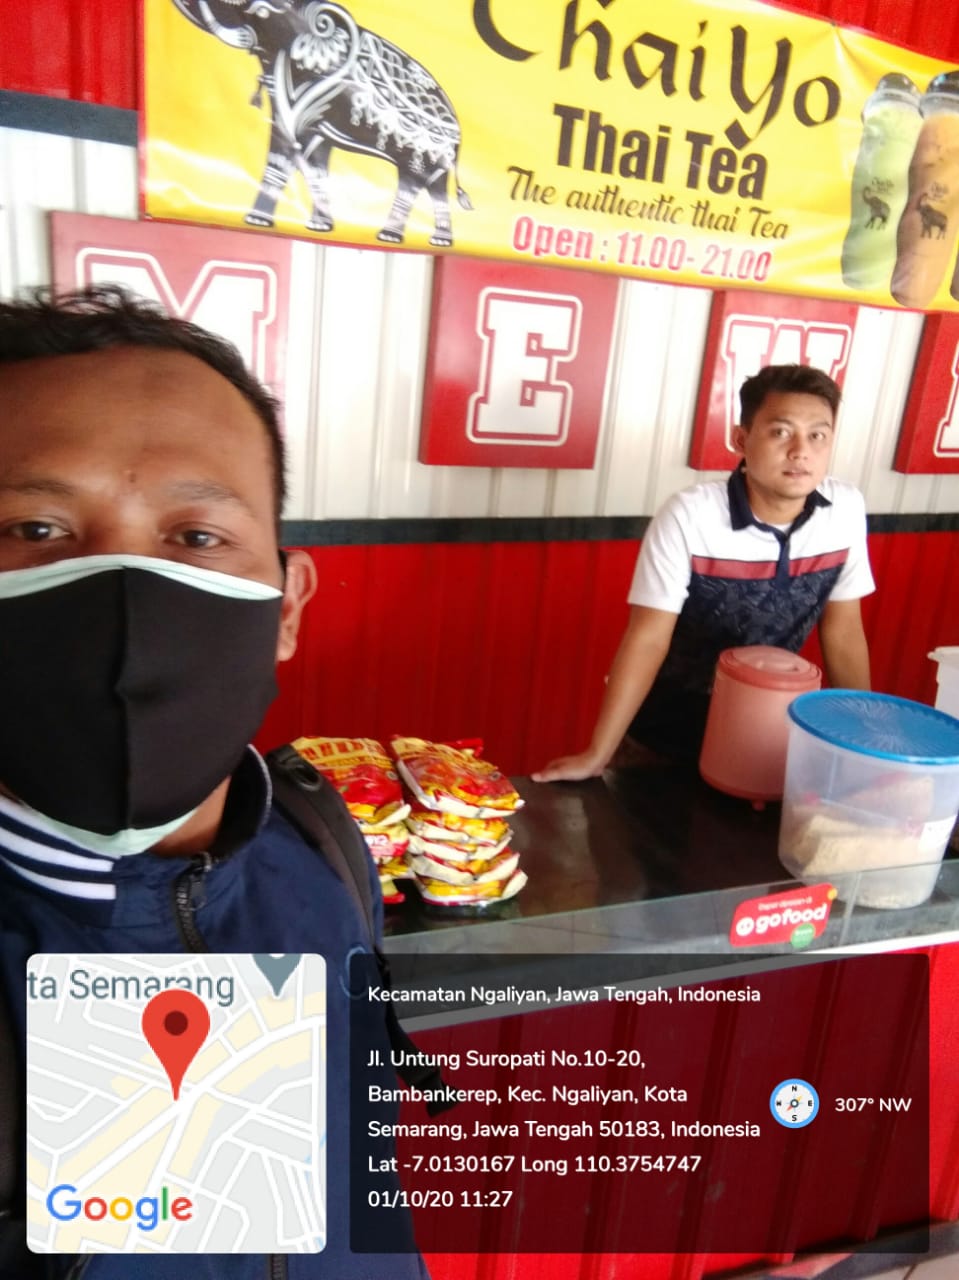 ChaiYo
Thai Tea
The authentic thai Tea
Open : 11.00- 21.00
M E W
gofood
ta Semarang
Google
Kecamatan Ngaliyan, Jawa Tengah, Indonesia
Jl. Untung Suropati No.10-20,
Bambankerep, Kec. Ngaliyan, Kota
Semarang, Jawa Tengah 50183, Indonesia
Lat -7.0130167 Long 110.3754747
01/10/20 11:27
N
W E
S
307° NW